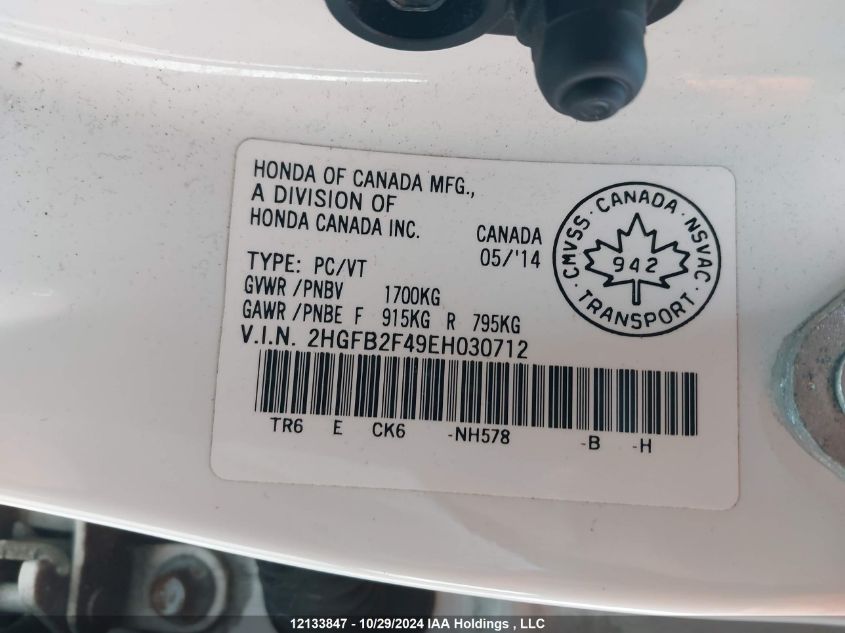 HONDA OF CANADA MFG.,
A DIVISION OF
HONDA CANADA INC.
CANADA
05/'14
TYPE: PC/VT
GVWR /PNBV 1700KG
GAWR /PNBE F 915KG R 795KG
V.I.N. 2HGFB2F49EH030712
TR6 E CK6 -NH578 -B -H
CMVSS · CANADA · NSVAC
942
· TRANSPORT ·
12133847 - 10/29/2024 IAA Holdings , LLC